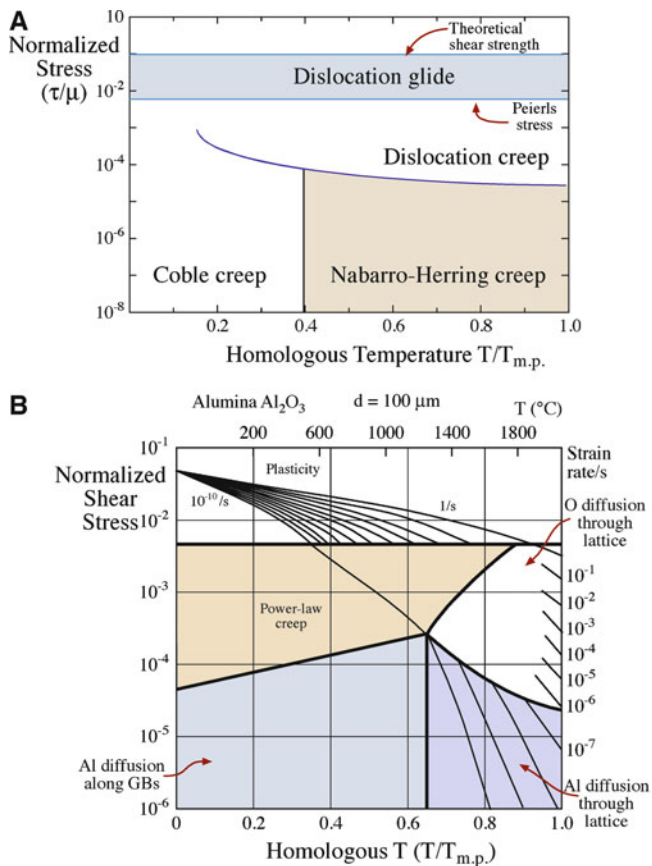 A
Normalized
Stress
(τ/μ)
10
10⁻²
10⁻⁴
10⁻⁶
10⁻⁸
Theoretical
shear strength
Dislocation glide
Peierls
stress
Dislocation creep
Coble creep
Nabarro-Herring creep
0.2
0.4
0.6
0.8
1.0
Homologous Temperature T/Tm.p.
B
Alumina Al₂O₃
d = 100 μm
T (°C)
200
400
600
1000
1400
1800
10⁻¹
Normalized
Shear
Stress
10⁻²
10⁻³
10⁻⁴
10⁻⁵
10⁻⁶
Plasticity
10⁻¹⁰/s
1/s
Strain
rate/s
O diffusion
through
lattice
Power-law
creep
10⁻¹
10⁻²
10⁻³
10⁻⁴
10⁻⁵
10⁻⁶
10⁻⁷
Al diffusion
along GBs
Al diffusion
through
lattice
0
0.2
0.4
0.6
0.8
1.0
Homologous T (T/Tm.p.)